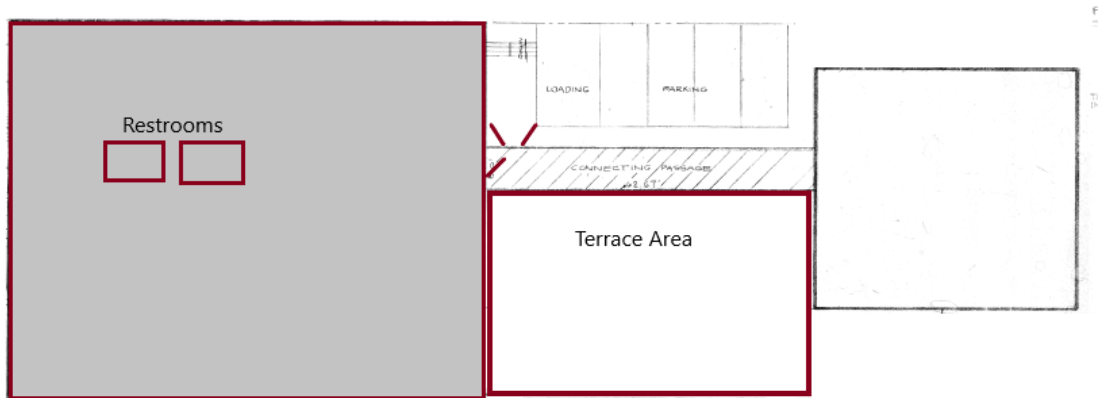 LOADING
PARKING
Restrooms
CONNECTING PASSAGE
Terrace Area